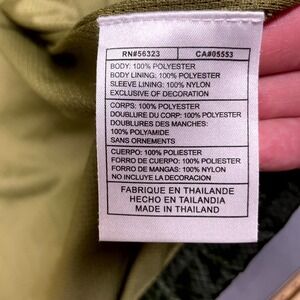 RN#56323 CA#05553
BODY: 100% POLYESTER
BODY LINING: 100% POLYESTER
SLEEVE LINING: 100% NYLON
EXCLUSIVE OF DECORATION
CORPS: 100% POLYESTER
DOUBLURE DU CORP: 100% POLYESTER
DOUBLURES DES MANCHES:
100% POLYAMIDE
SANS ORNEMENTS
CUERPO: 100% POLIESTER
FORRO DE CUERPO: 100% POLIESTER
FORRO DE MANGAS: 100% NYLON
NO INCLUYE LA DECORACION
FABRIQUE EN THAILANDE
HECHO EN TAILANDIA
MADE IN THAILAND